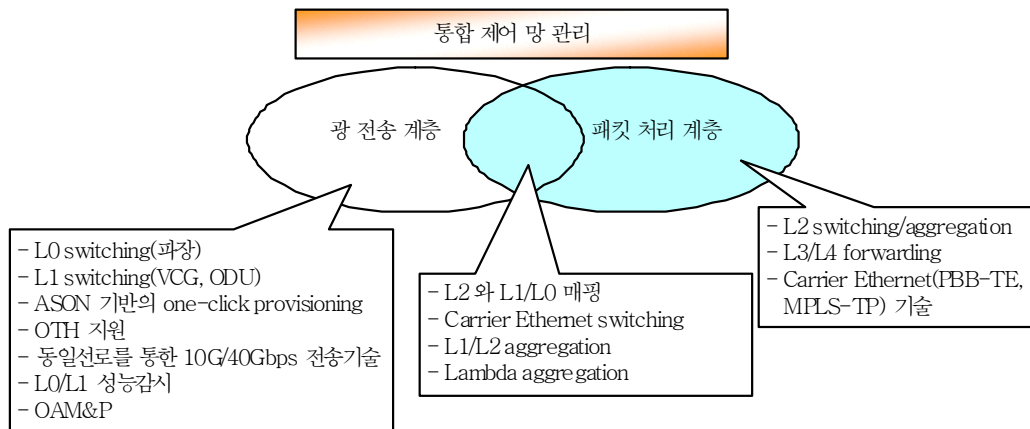 통합 제어 망 관리
광 전송 계층
패킷 처리 계층
- L0 switching(파장)
- L1 switching(VCG, ODU)
- ASON 기반의 one-click provisioning
- OTH 지원
- 동일선로를 통한 10G/40Gbps 전송기술
- L0/L1 성능감시
- OAM&P
- L2 와 L1/L0 매핑
- Carrier Ethernet switching
- L1/L2 aggregation
- Lambda aggregation
- L2 switching/aggregation
- L3/L4 forwarding
- Carrier Ethernet(PBB-TE,
MPLS-TP) 기술